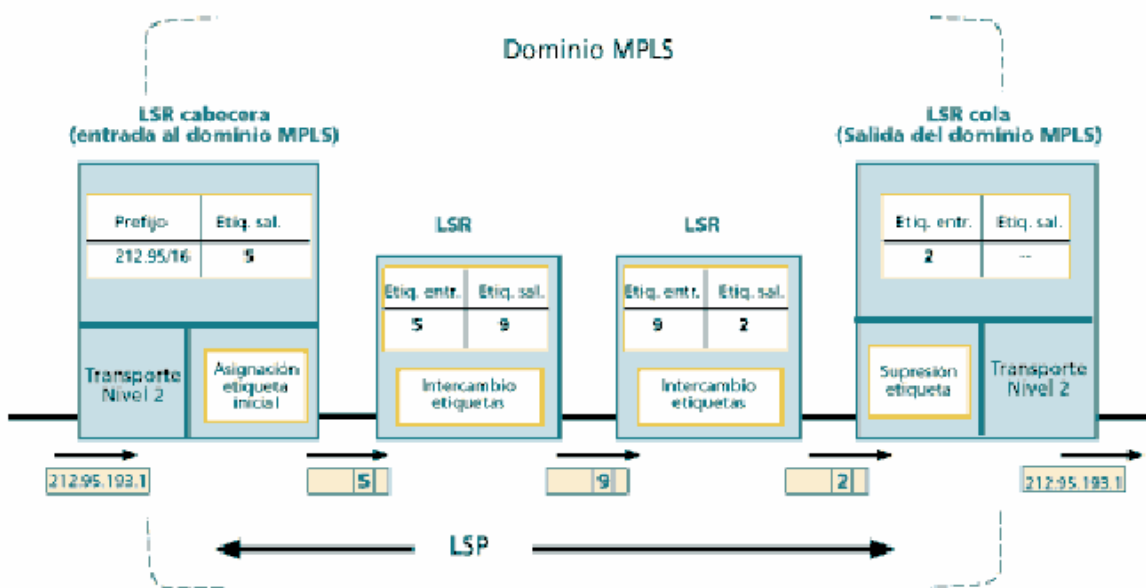 Dominio MPLS
LSR cabecera
(entrada al dominio MPLS)
LSR cola
(Salida del dominio MPLS)
Prefijo
Etiq. sal.
212.95/16
5
LSR
Etiq. entr.
Etiq. sal.
5
9
LSR
Etiq. entr.
Etiq. sal.
9
2
Etiq. entr.
Etiq. sal.
2
--
Transporte
Nivel 2
Asignación
etiqueta
inicial
Intercambio
etiquetas
Intercambio
etiquetas
Supresión
etiqueta
Transporte
Nivel 2
212.95.193.1
5
9
2
212.95.193.1
LSP